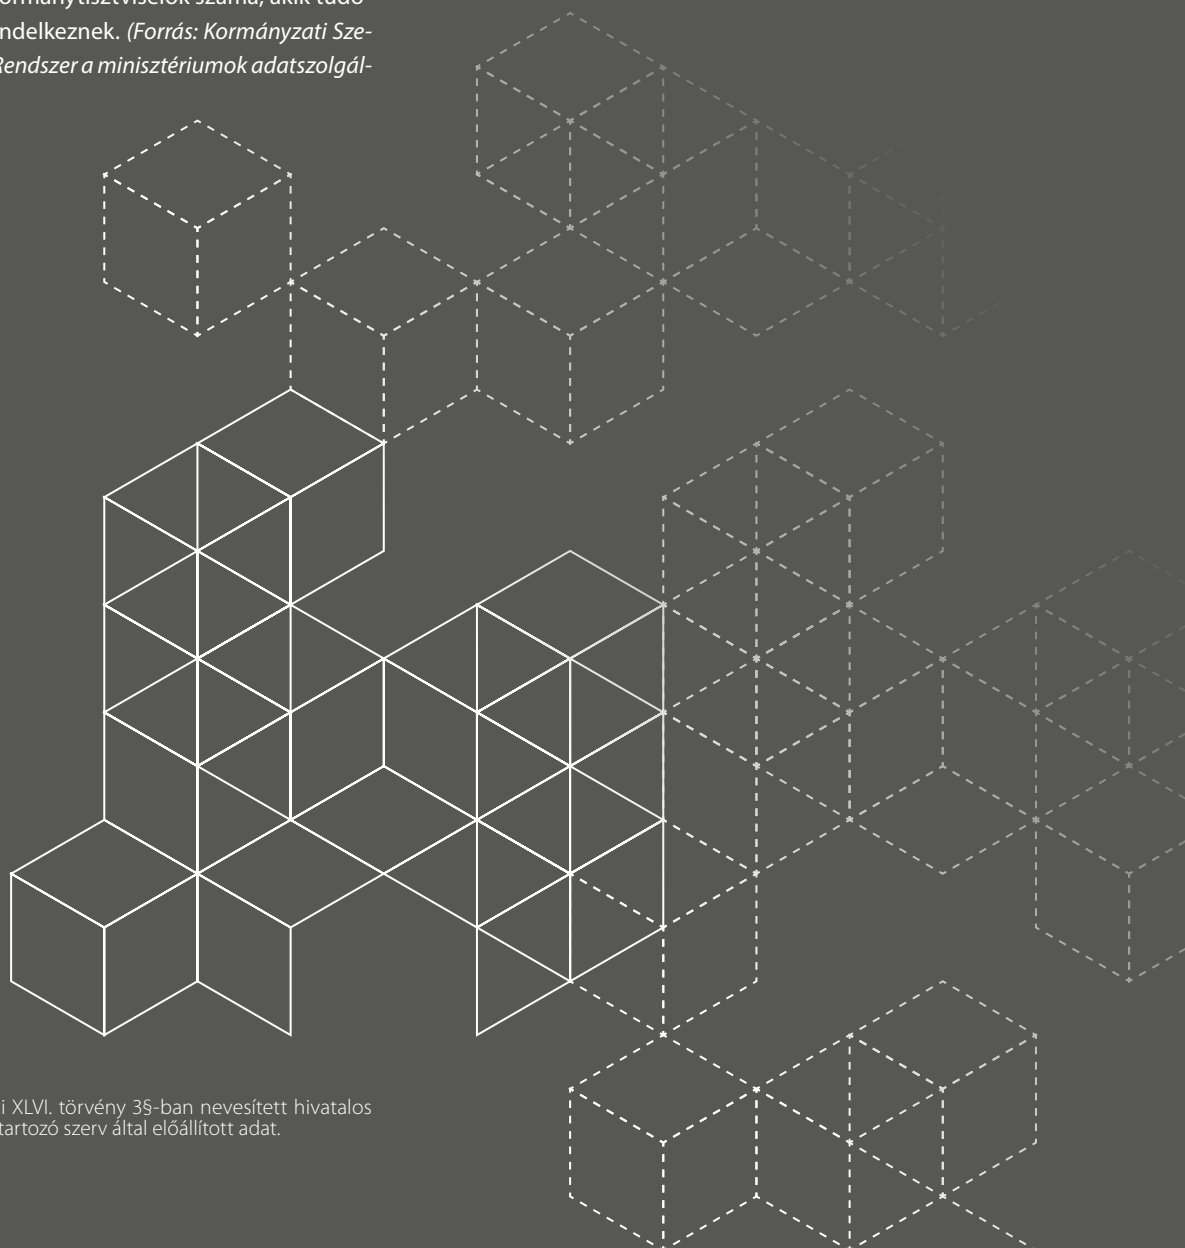 ormánytisztviselők száma, akik tudo-
ndelkeznek. (Forrás: Kormányzati Sze-
Rendszer a minisztériumok adatszolgál-
i XLVI. törvény 3§-ban nevesített hivatalos
tartozó szerv által előállított adat.